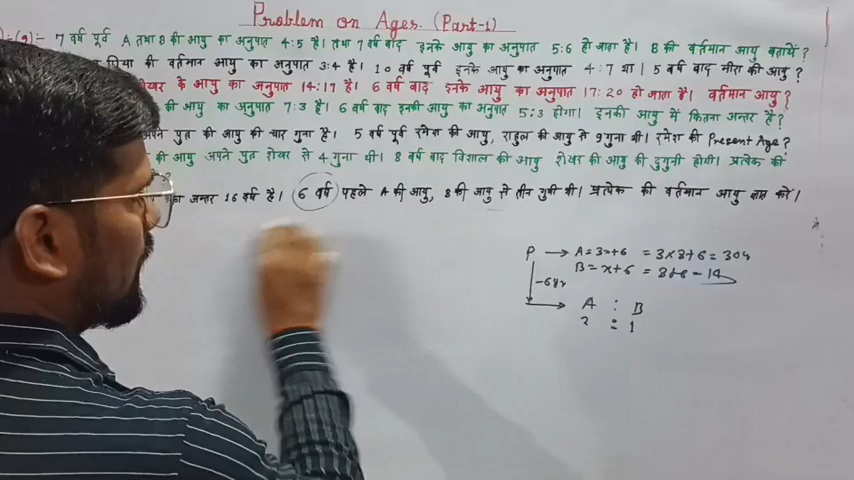 Problem on Ages. (Part-1)
:-(1):- 7 वर्ष पूर्व A तथा B की आयु का अनुपात 4:5 है। तथा 7 वर्ष बाद इनके आयु का अनुपात 5:6 हो जाता है। B की वर्तमान आयु बतायें?
प्रिया की वर्तमान आयु का अनुपात 3:4 है। 10 वर्ष पूर्व इनके आयु का अनुपात 4:7 था। 5 वर्ष बाद मीरा की आयु?
शेखर के आयु का अनुपात 14:17 है। 6 वर्ष बाद इनके आयु का अनुपात 17:20 हो जाता है। वर्तमान आयु?
की आयु का अनुपात 7:3 है। 6 वर्ष बाद इनकी आयु का अनुपात 5:3 होगा। इनकी आयु में कितना अन्तर है?
अपने पुत्र की आयु की चार गुना है। 5 वर्ष पूर्व रमेश की आयु, राहुल की आयु से 9 गुना थी। रमेश की Present Age?
की आयु अपने पुत्र शेखर से 4 गुना थी। 8 वर्ष बाद विशाल की आयु शेखर की आयु की दुगुनी होगी। प्रत्येक की
का अन्तर 16 वर्ष है। 6 वर्ष पहले A की आयु, B की आयु से तीन गुनी थी। प्रत्येक की वर्तमान आयु ज्ञात करें।
P → A = 3x+6 = 3×8+6 = 30
B = x+6 = 8+6 = 14
-6yr
A : B
: 1